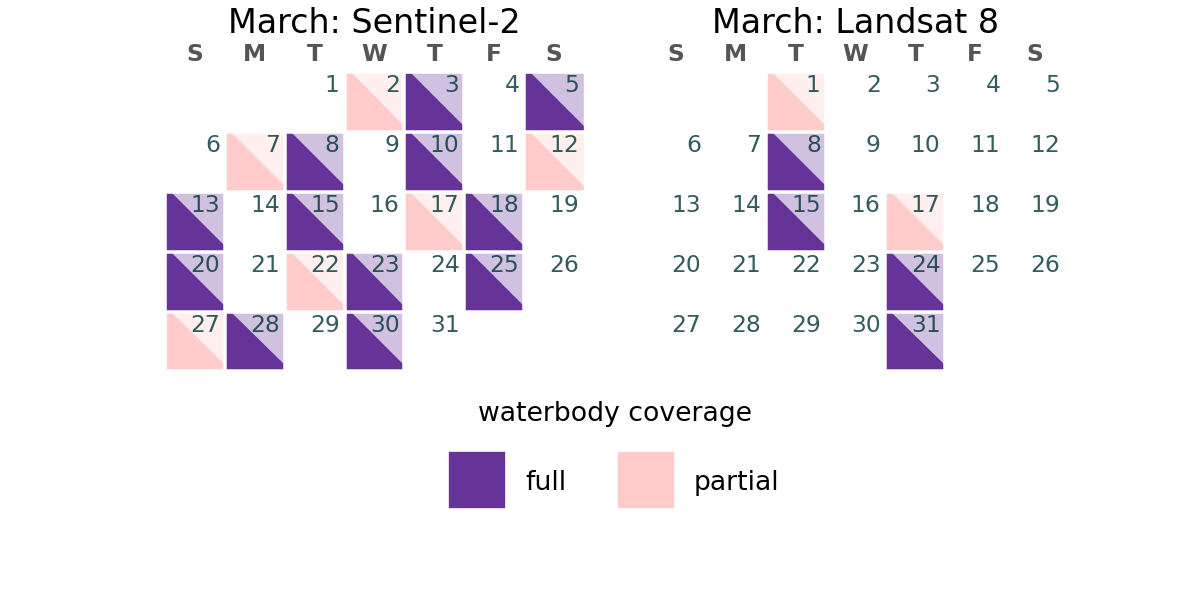 March: Sentinel-2
S M T W T F S
1 2 3 4 5
6 7 8 9 10 11 12
13 14 15 16 17 18 19
20 21 22 23 24 25 26
27 28 29 30 31
March: Landsat 8
S M T W T F S
1 2 3 4 5
6 7 8 9 10 11 12
13 14 15 16 17 18 19
20 21 22 23 24 25 26
27 28 29 30 31
waterbody coverage
full partial